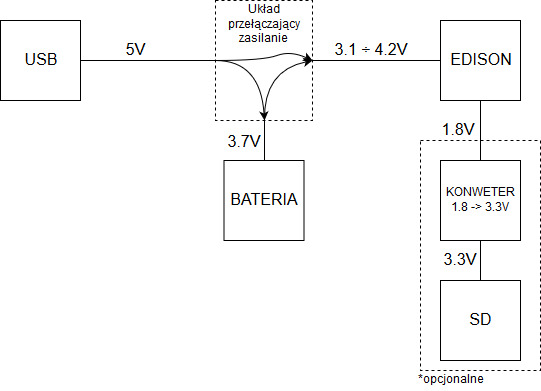 Układ
przełączający
zasilanie
USB
5V
3.1 ÷ 4.2V
EDISON
3.7V
1.8V
BATERIA
KONWETER
1.8 -> 3.3V
3.3V
SD
*opcjonalne